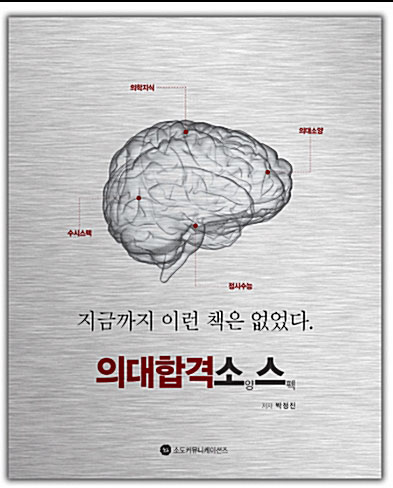 의학지식
의대소양
수시스펙
정시수능
지금까지 이런 책은 없었다.
의대합격소양스펙
저자 박정진
소도커뮤니케이션즈